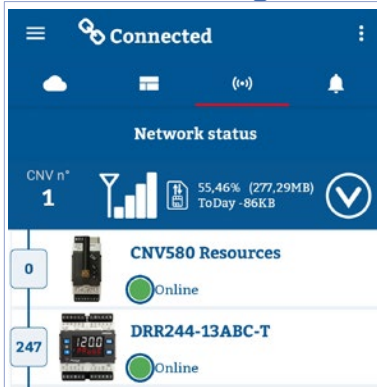 Connected
Network status
CNV n°
1
55,46% (277,29MB)
ToDay -86KB
0
CNV580 Resources
Online
247
1200
DRR244-13ABC-T
Online